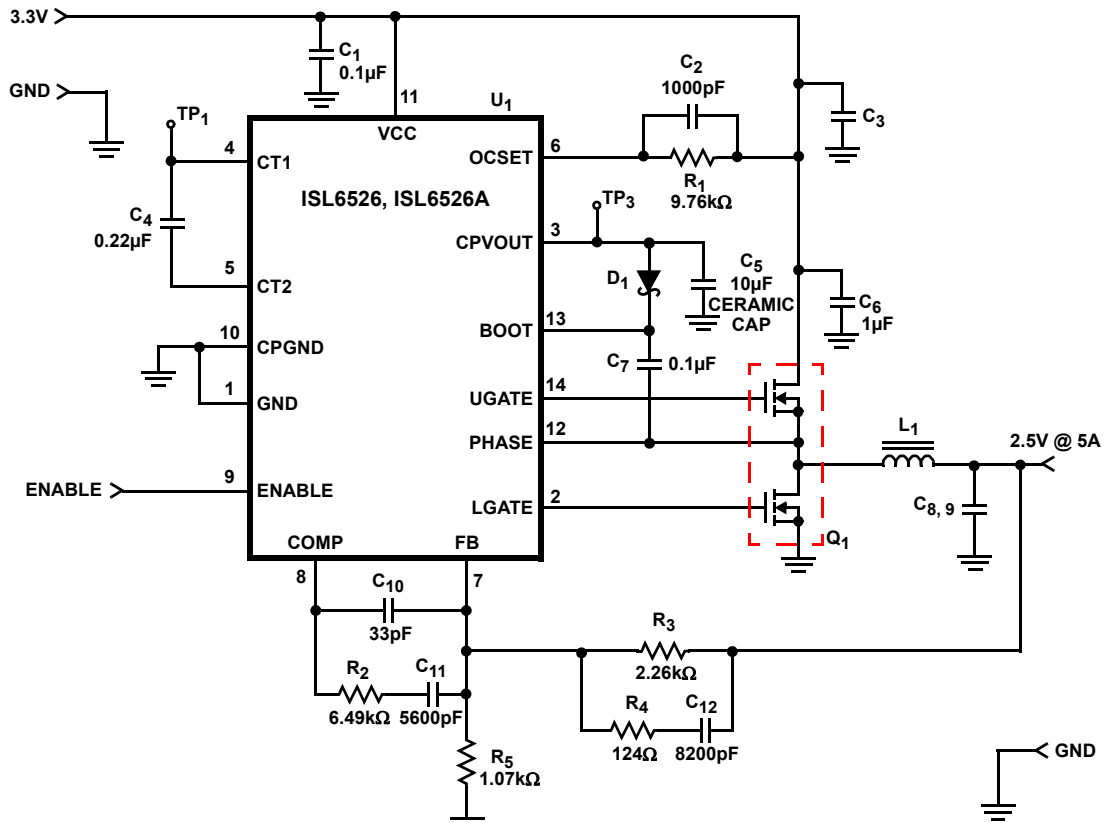 3.3V
C1
0.1µF
GND
TP1
11
U1
VCC
C2
1000pF
C3
4
CT1
OCSET
6
R1
9.76kΩ
ISL6526, ISL6526A
C4
0.22µF
TP3
3
CPVOUT
5
CT2
D1
C5
10µF
CERAMIC
CAP
C6
1µF
10
CPGND
BOOT
13
C7
0.1µF
1
GND
UGATE
14
PHASE
12
L1
2.5V @ 5A
ENABLE
9
ENABLE
LGATE
2
C8, 9
Q1
COMP
FB
8
7
C10
33pF
R3
2.26kΩ
R2
6.49kΩ
C11
5600pF
R4
124Ω
C12
8200pF
R5
1.07kΩ
GND